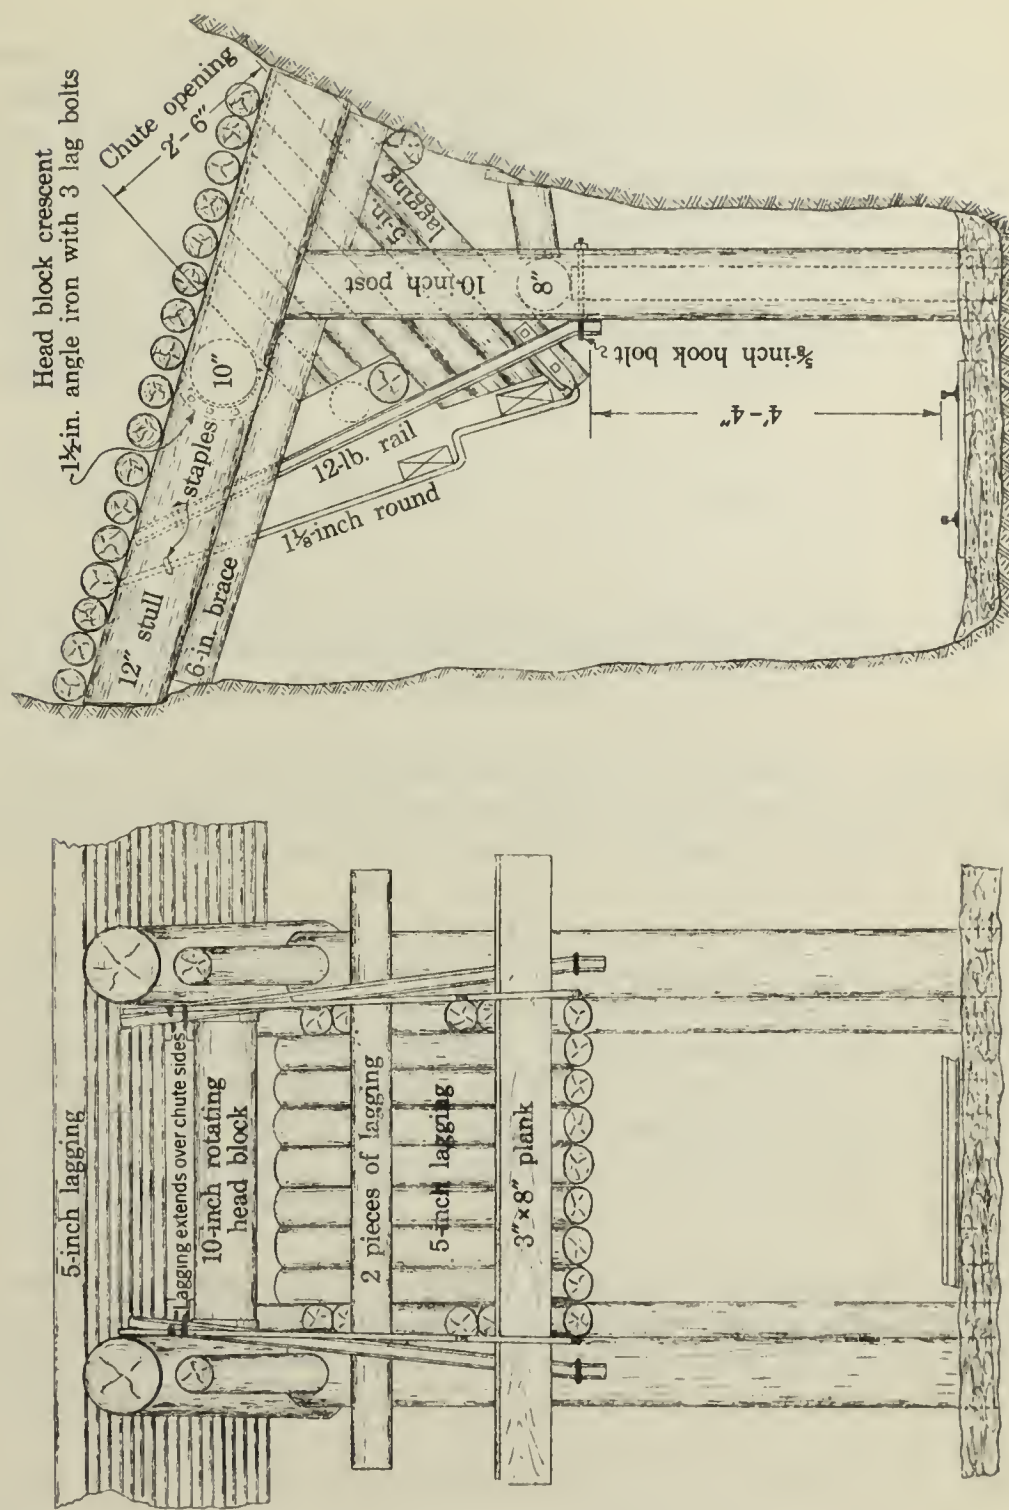 Head block crescent
1½-in. angle iron with 3 lag bolts
Chute opening
2'-6"
10"
staples
12" stull
6-in. brace
5-in.
lagging
10-inch post
8"
12-lb. rail
1⅛-inch round
⅝-inch hook bolt
4'-4"
5-inch lagging
Lagging extends over chute sides
10-inch rotating
head block
2 pieces of lagging
5-inch lagging
3"×8" plank